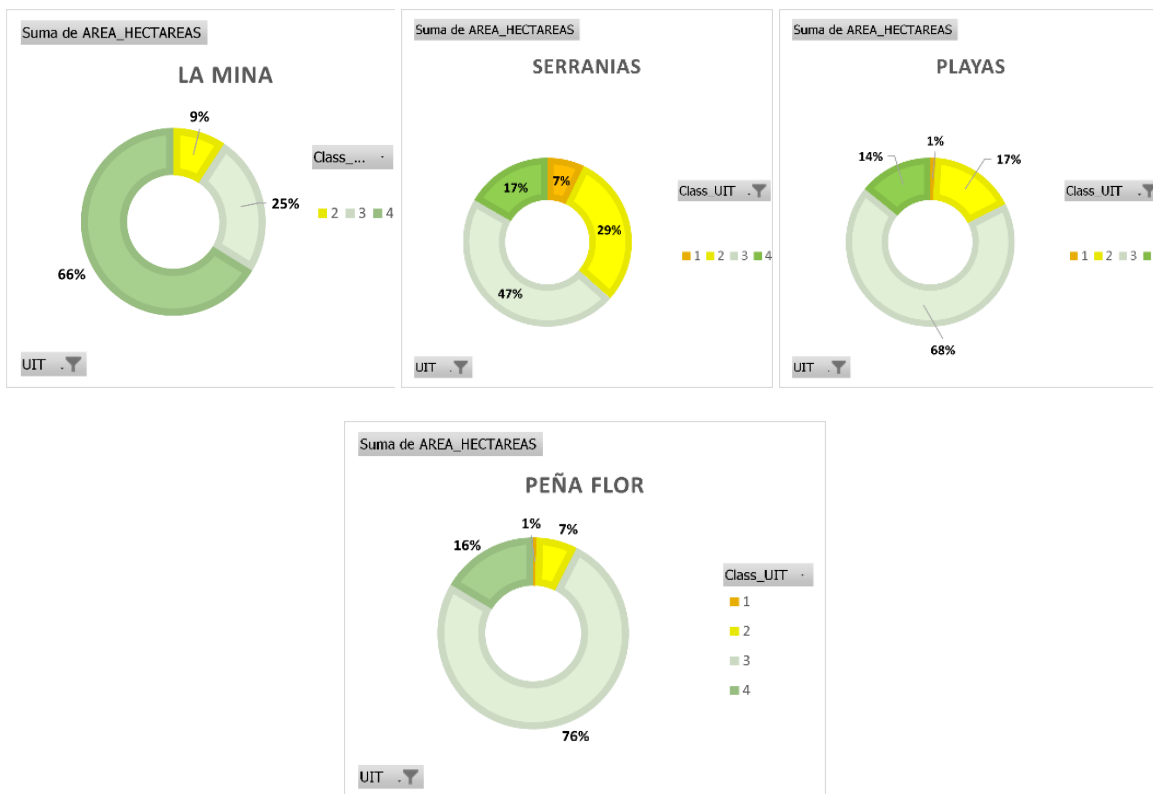 Suma de AREA_HECTAREAS
LA MINA
9%
Class_...
25%
2 3 4
66%
UIT
Suma de AREA_HECTAREAS
SERRANIAS
7%
17%
Class_UIT
29%
1 2 3 4
47%
UIT
Suma de AREA_HECTAREAS
PLAYAS
1%
14%
17%
Class_UIT
1 2 3
68%
UIT
Suma de AREA_HECTAREAS
PEÑA FLOR
1%
7%
16%
Class_UIT
1
2
3
4
76%
UIT